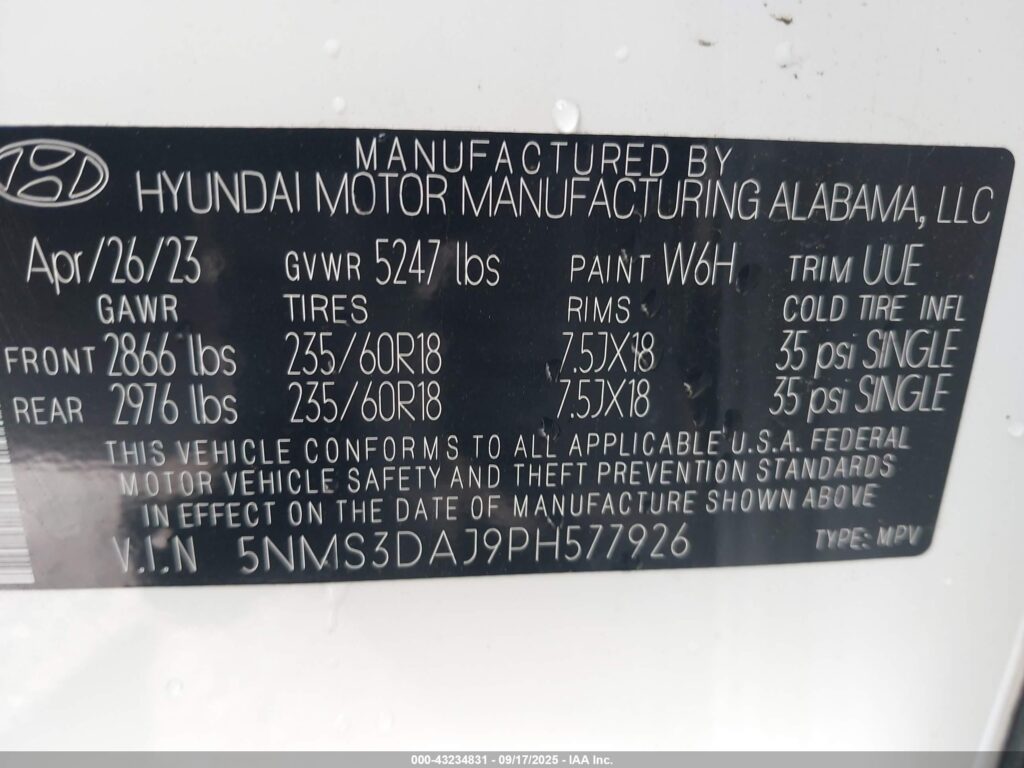 MANUFACTURED BY
HYUNDAI MOTOR MANUFACTURING ALABAMA, LLC
Apr/26/23 GVWR 5247 lbs PAINT W6H TRIM UUE
GAWR TIRES RIMS COLD TIRE INFL
FRONT 2866 lbs 235/60R18 7.5JX18 35 psi SINGLE
REAR 2976 lbs 235/60R18 7.5JX18 35 psi SINGLE
THIS VEHICLE CONFORMS TO ALL APPLICABLE U.S.A. FEDERAL
MOTOR VEHICLE SAFETY AND THEFT PREVENTION STANDARDS
IN EFFECT ON THE DATE OF MANUFACTURE SHOWN ABOVE
V.I.N 5NMS3DAJ9PH577926 TYPE: MPV
000-43234831 - 09/17/2025 - IAA Inc.